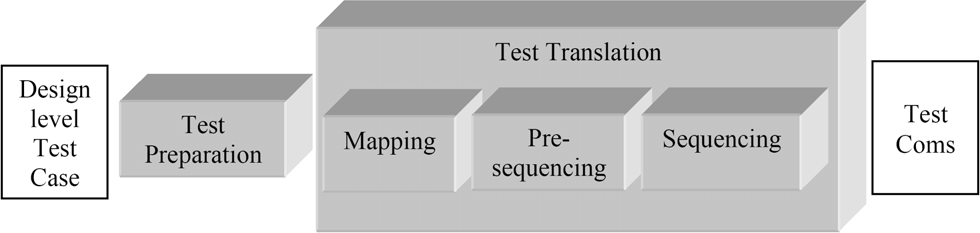 Design
level
Test
Case
Test
Preparation
Test Translation
Mapping
Pre-
sequencing
Sequencing
Test
Coms